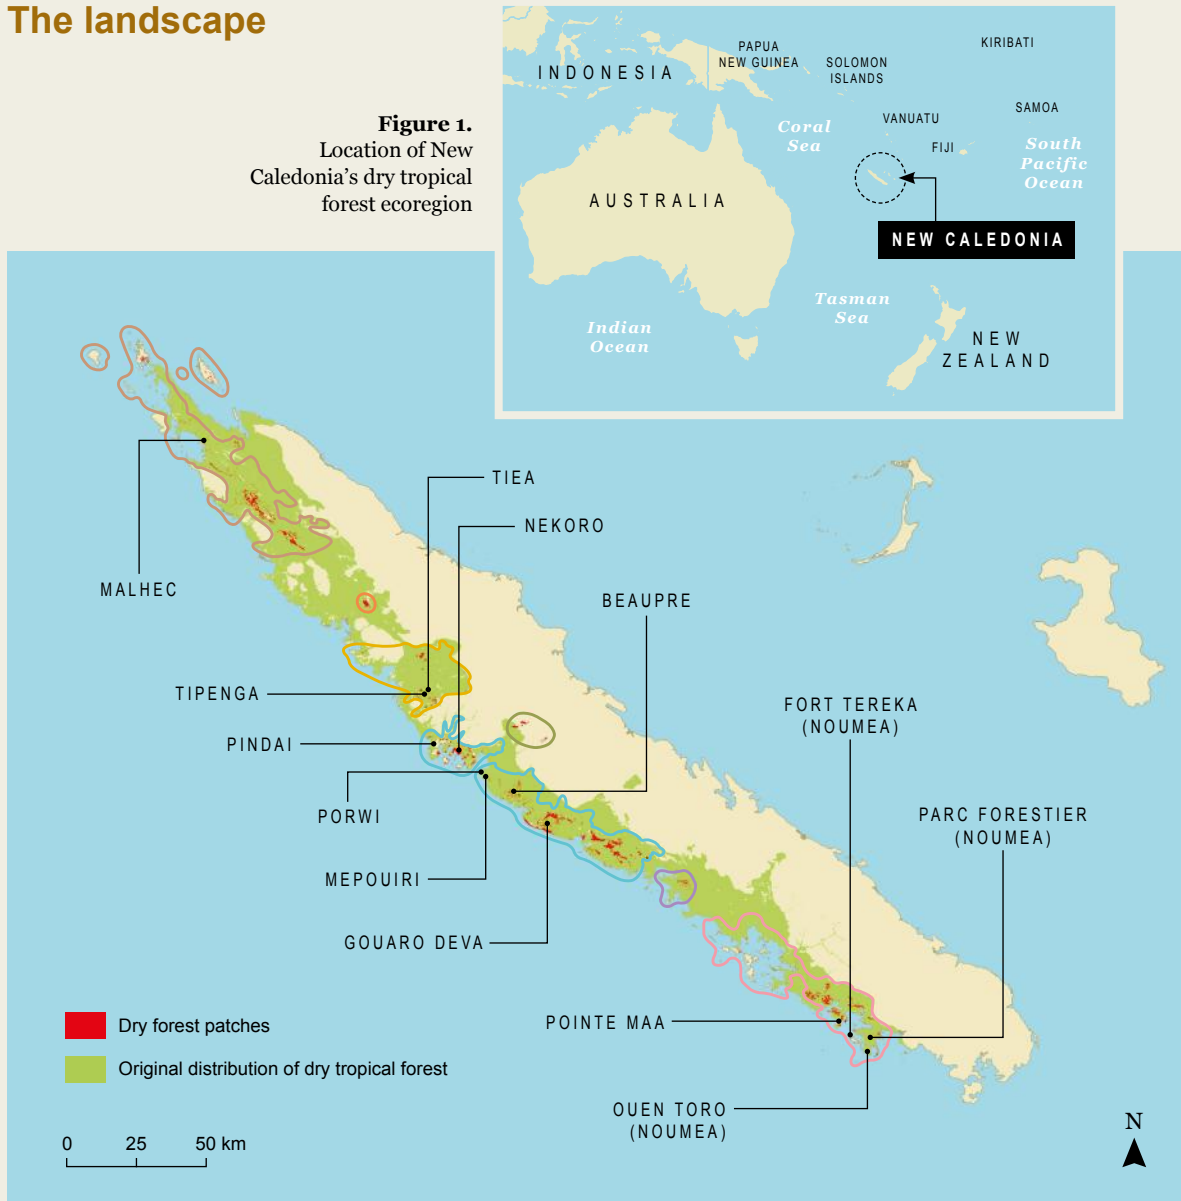 The landscape
Figure 1.
Location of New
Caledonia's dry tropical
forest ecoregion
INDONESIA
PAPUA
NEW GUINEA
SOLOMON
ISLANDS
KIRIBATI
Coral
Sea
VANUATU
SAMOA
FIJI
South
Pacific
Ocean
AUSTRALIA
NEW CALEDONIA
Tasman
Sea
Indian
Ocean
NEW
ZEALAND
TIEA
NEKORO
MALHEC
BEAUPRE
TIPENGA
FORT TEREKA
(NOUMEA)
PINDAI
PORWI
PARC FORESTIER
(NOUMEA)
MEPOUIRI
GOUARO DEVA
POINTE MAA
Dry forest patches
Original distribution of dry tropical forest
OUEN TORO
(NOUMEA)
0 25 50 km
N